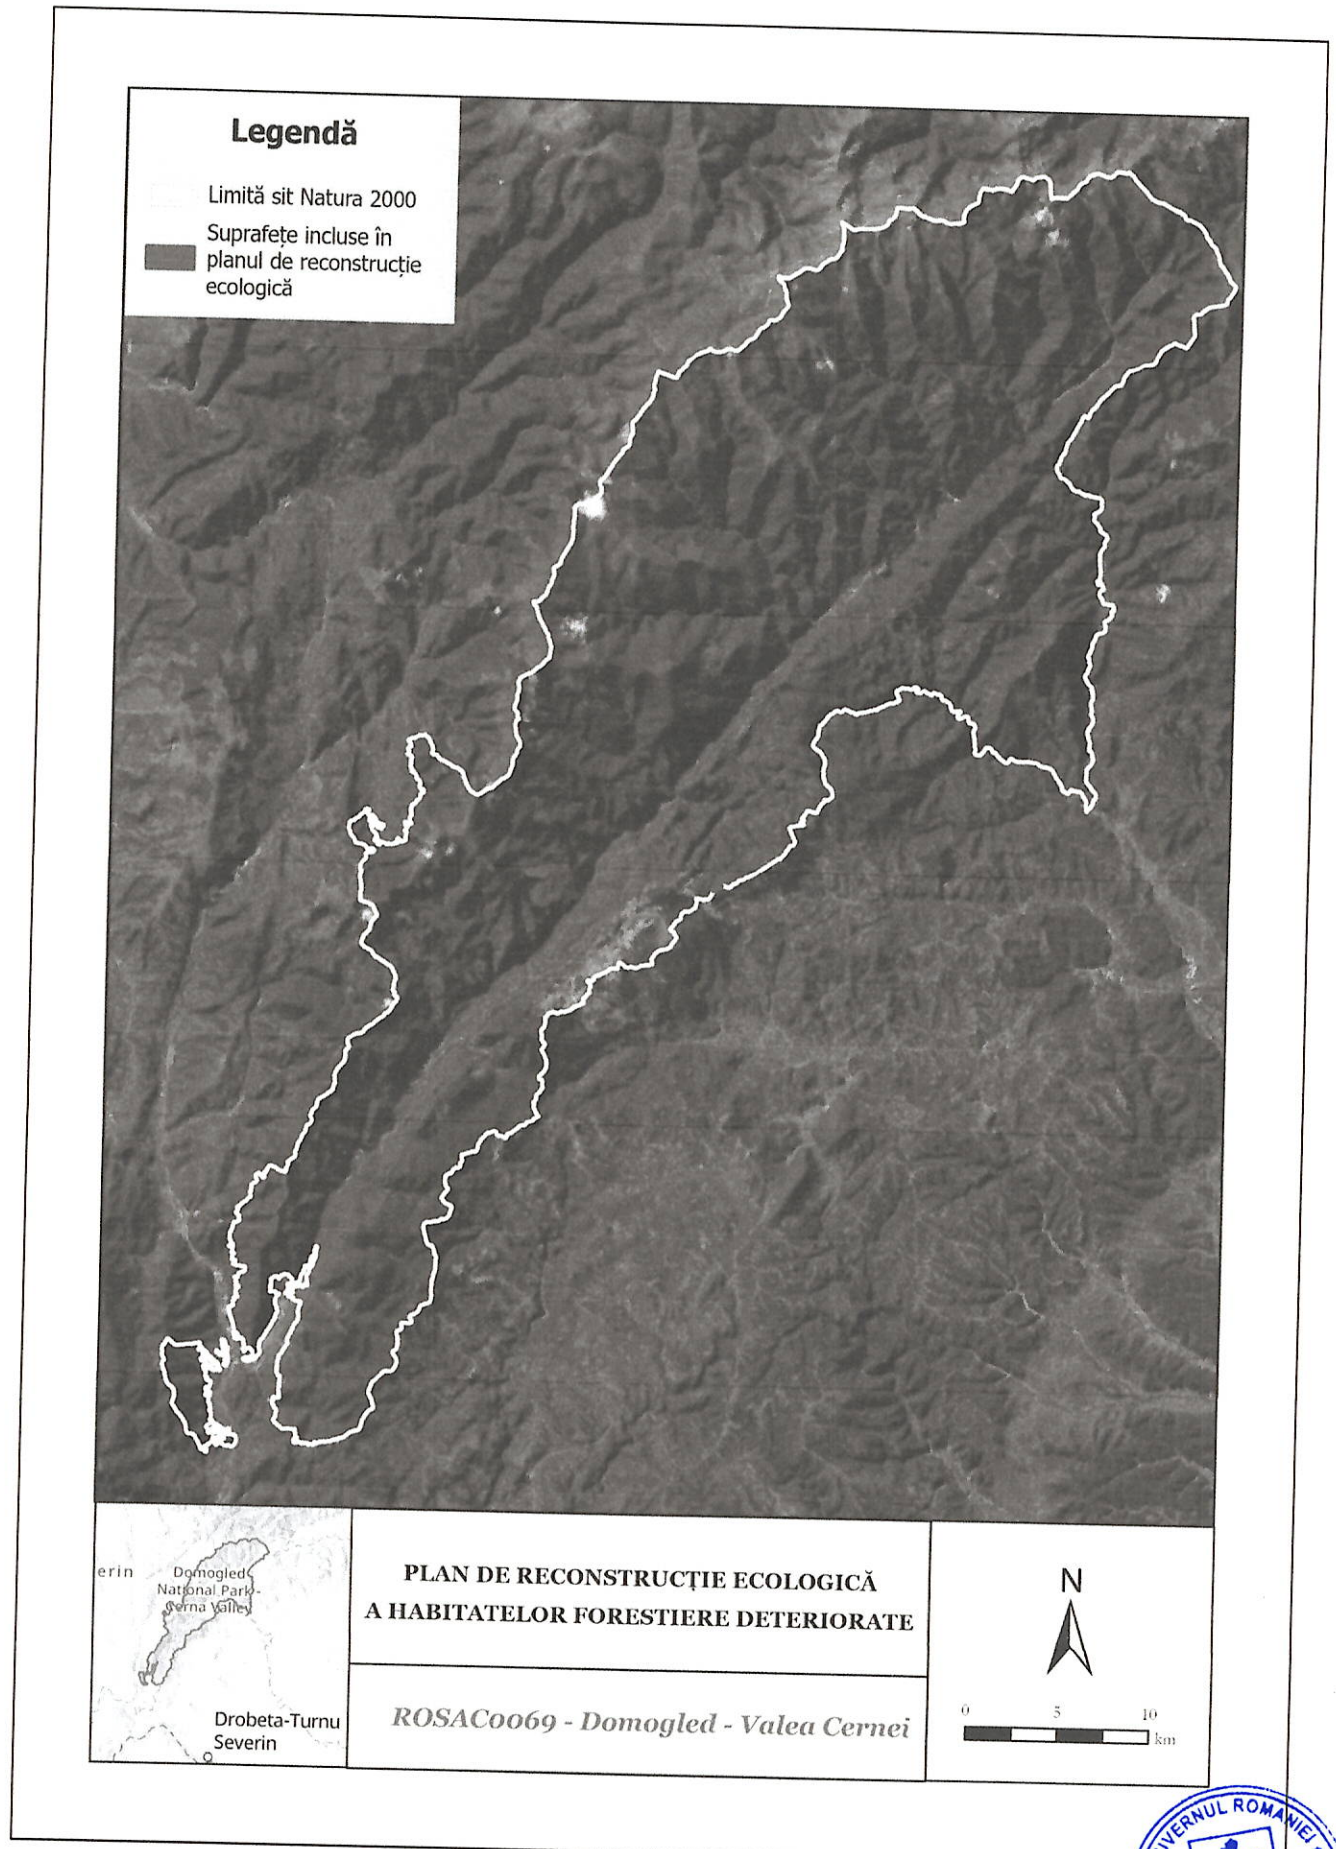 Legendă
Limită sit Natura 2000
Suprafețe incluse în
planul de reconstrucție
ecologică
erin
Domogled
National Park -
Cerna Valley
Drobeta-Turnu
Severin
PLAN DE RECONSTRUCȚIE ECOLOGICĂ
A HABITATELOR FORESTIERE DETERIORATE
ROSAC0069 - Domogled - Valea Cernei
N
0 5 10
km
GUVERNUL ROMÂNIEI